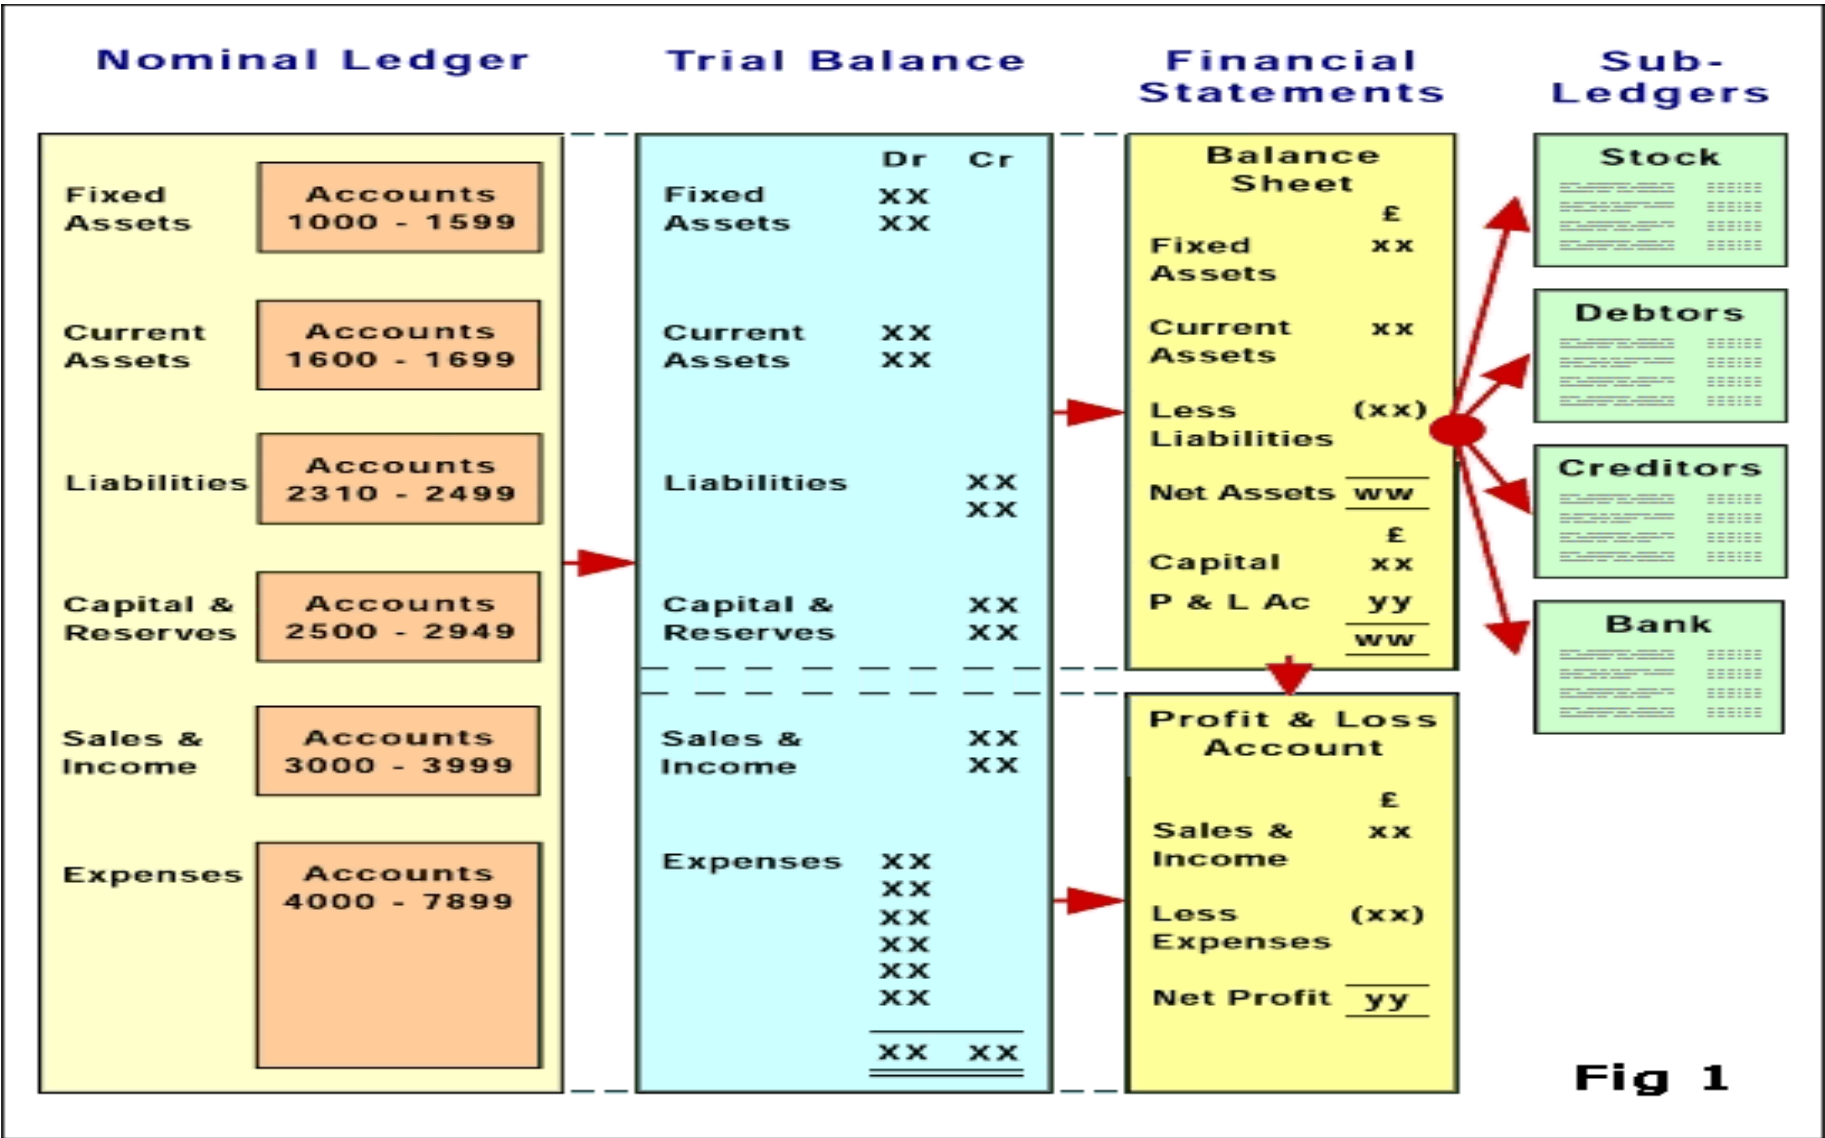 Nominal Ledger
Fixed
Assets
Accounts
1000 - 1599
Current
Assets
Accounts
1600 - 1699
Liabilities
Accounts
2310 - 2499
Capital &
Reserves
Accounts
2500 - 2949
Sales &
Income
Accounts
3000 - 3999
Expenses
Accounts
4000 - 7899
Trial Balance
Dr Cr
Fixed XX
Assets XX
Current XX
Assets XX
Liabilities XX
XX
Capital & XX
Reserves XX
Sales & XX
Income XX
Expenses XX
XX
XX
XX
XX
XX
XX XX
Financial
Statements
Balance
Sheet
£
Fixed xx
Assets
Current xx
Assets
Less (xx)
Liabilities
Net Assets ww
£
Capital xx
P & L Ac yy
ww
Profit & Loss
Account
£
Sales & xx
Income
Less (xx)
Expenses
Net Profit yy
Sub-
Ledgers
Stock
Debtors
Creditors
Bank
Fig 1